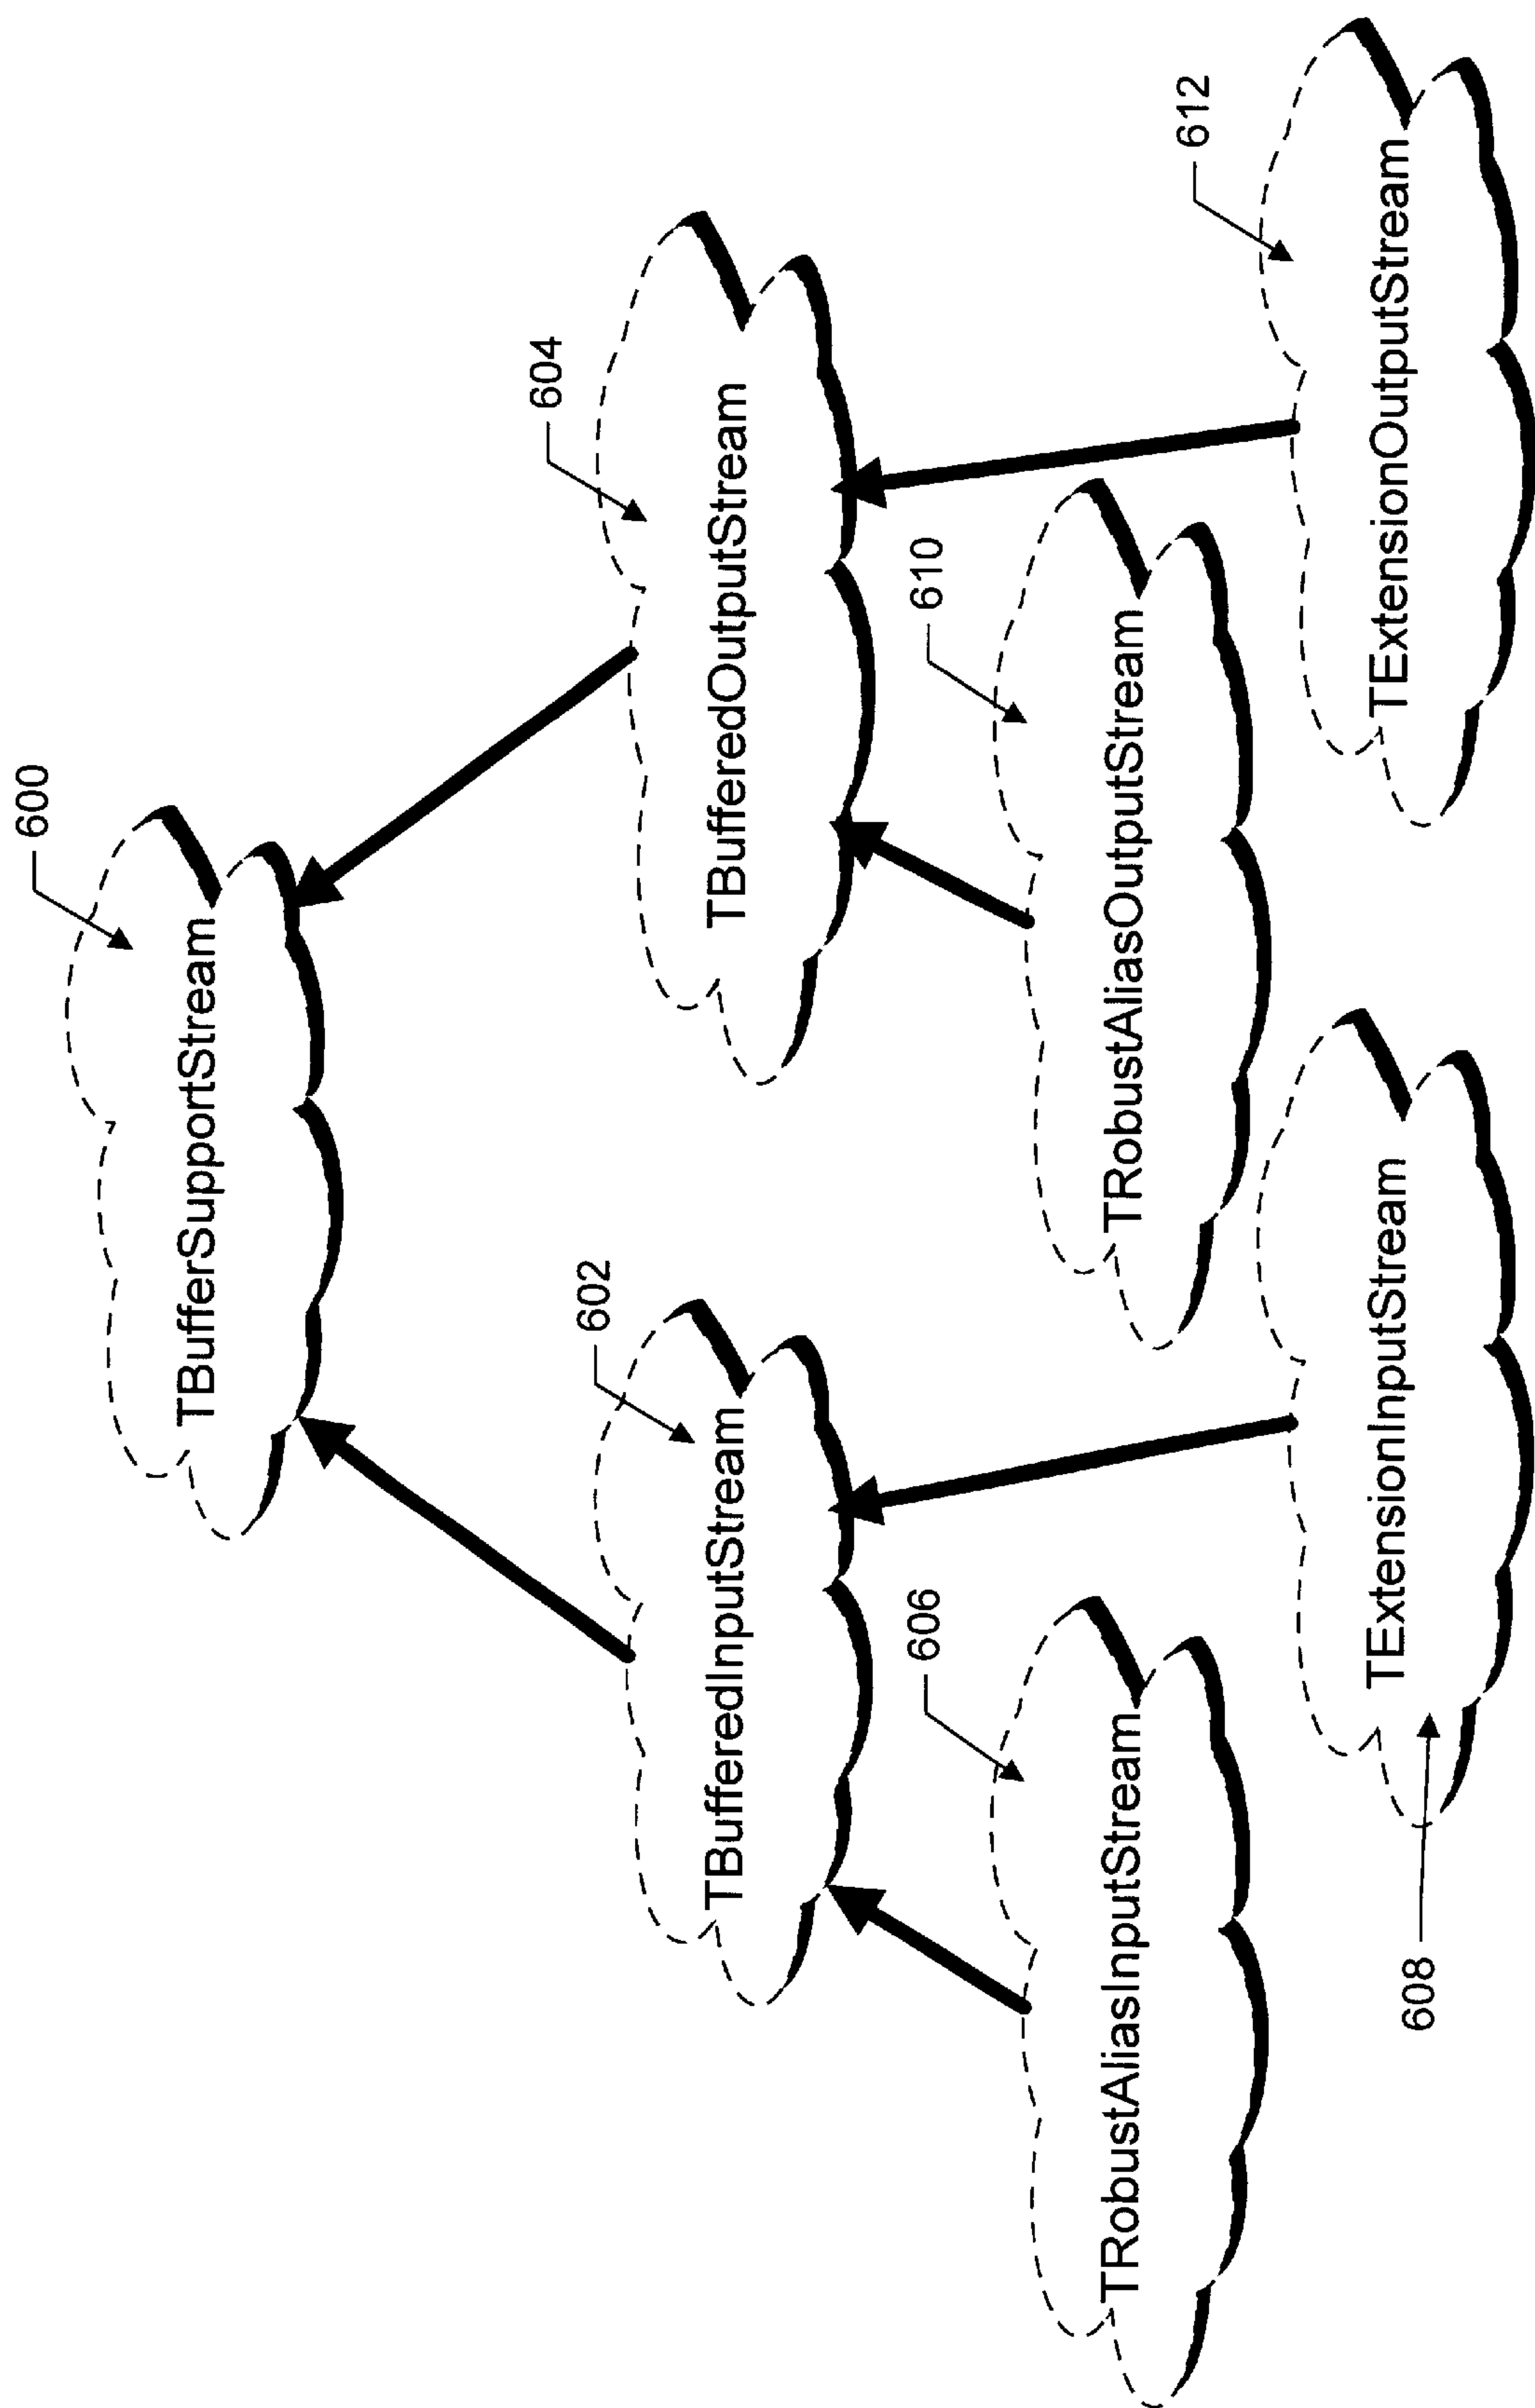 600
TBufferSupportStream
602
TBufferedInputStream
604
TBufferedOutputStream
606
TRobustAliasInputStream
610
TRobustAliasOutputStream
608
TExtensionInputStream
612
TExtensionOutputStream